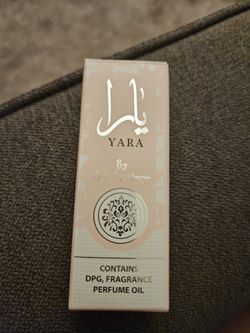 يارا
YARA
By
CONTAINS
DPG, FRAGRANCE
PERFUME OIL